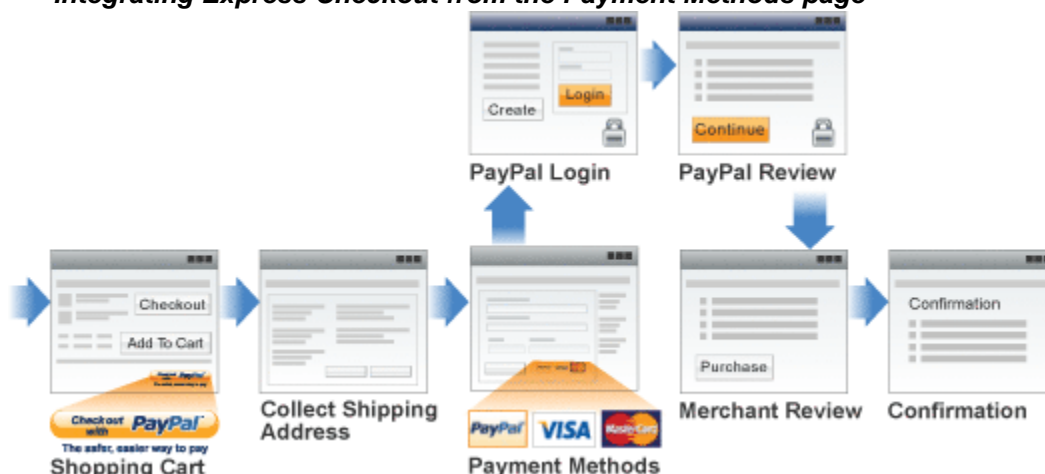 Integrating Express Checkout from the Payment Methods page
Create
Login
Continue
PayPal Login
PayPal Review
Checkout
Add To Cart
Checkout with PayPal
The safer, easier way to pay
Shopping Cart
Collect Shipping
Address
PayPal
VISA
MasterCard
Payment Methods
Purchase
Merchant Review
Confirmation
Confirmation